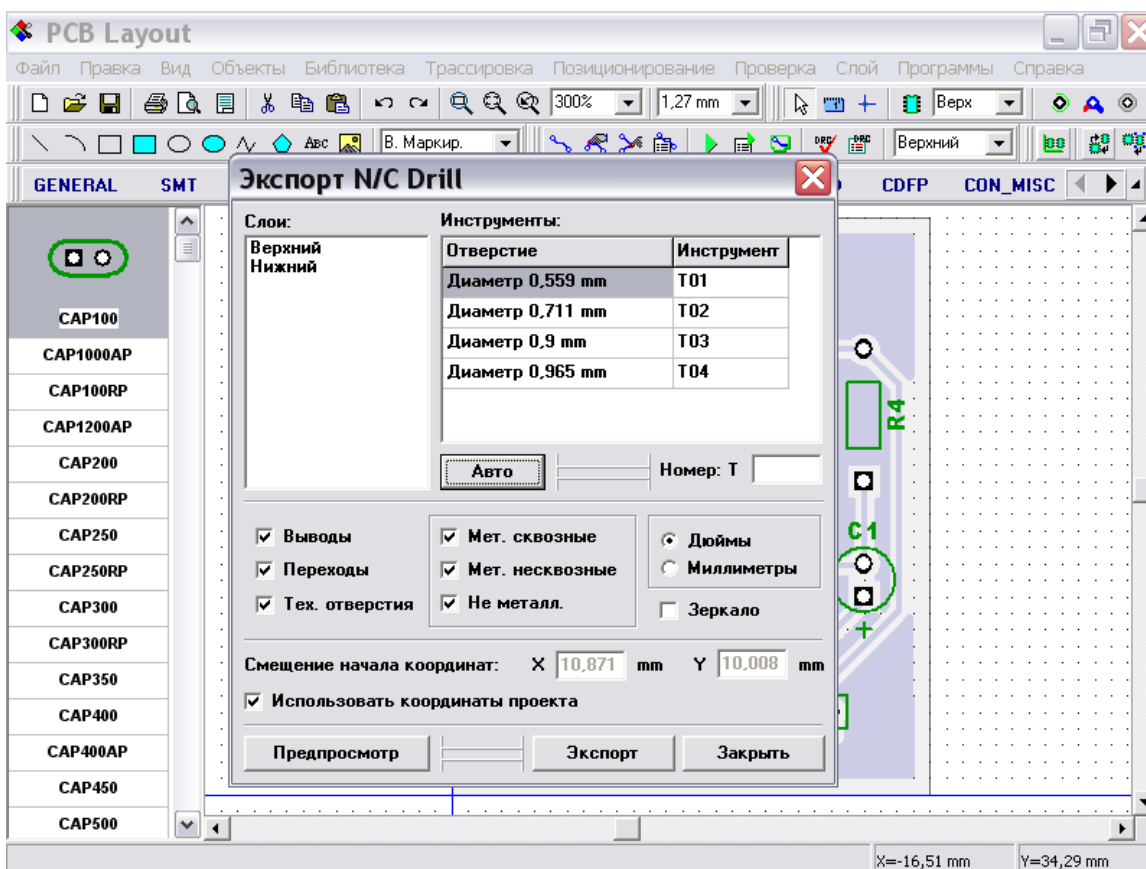 PCB Layout
Файл Правка Вид Объекты Библиотека Трассировка Позиционирование Проверка Слой Программы Справка
300% 1,27 mm Верх
Abc В. Маркир. DRC DRC Верхний
GENERAL SMT CDFP CON_MISC
Экспорт N/C Drill
Слои:
Верхний
Нижний
Инструменты:
Отверстие Инструмент
Диаметр 0,559 mm T01
Диаметр 0,711 mm T02
Диаметр 0,9 mm T03
Диаметр 0,965 mm T04
Авто Номер: T
Выводы Мет. сквозные Дюймы
Переходы Мет. несквозные Миллиметры
Тех. отверстия Не металл. Зеркало
Смещение начала координат: X 10,871 mm Y 10,008 mm
Использовать координаты проекта
Предпросмотр Экспорт Закрыть
CAP100
CAP1000AP
CAP100RP
CAP1200AP
CAP200
CAP200RP
CAP250
CAP250RP
CAP300
CAP300RP
CAP350
CAP400
CAP400AP
CAP450
CAP500
R4
C1
+
X=-16,51 mm Y=34,29 mm